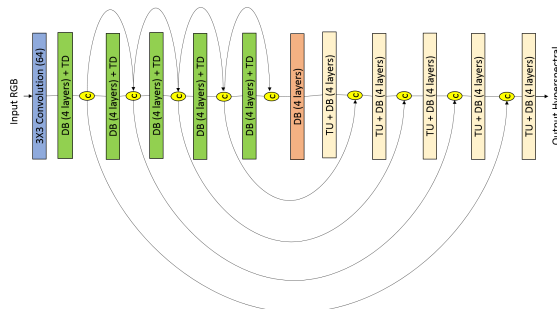 Input RGB
3X3 Convolution (64)
DB (4 layers) + TD
C
DB (4 layers) + TD
C
DB (4 layers) + TD
C
DB (4 layers) + TD
C
DB (4 layers) + TD
C
DB (4 layers)
TU + DB (4 layers)
C
TU + DB (4 layers)
C
TU + DB (4 layers)
C
TU + DB (4 layers)
C
TU + DB (4 layers)
Output Hyperspectral